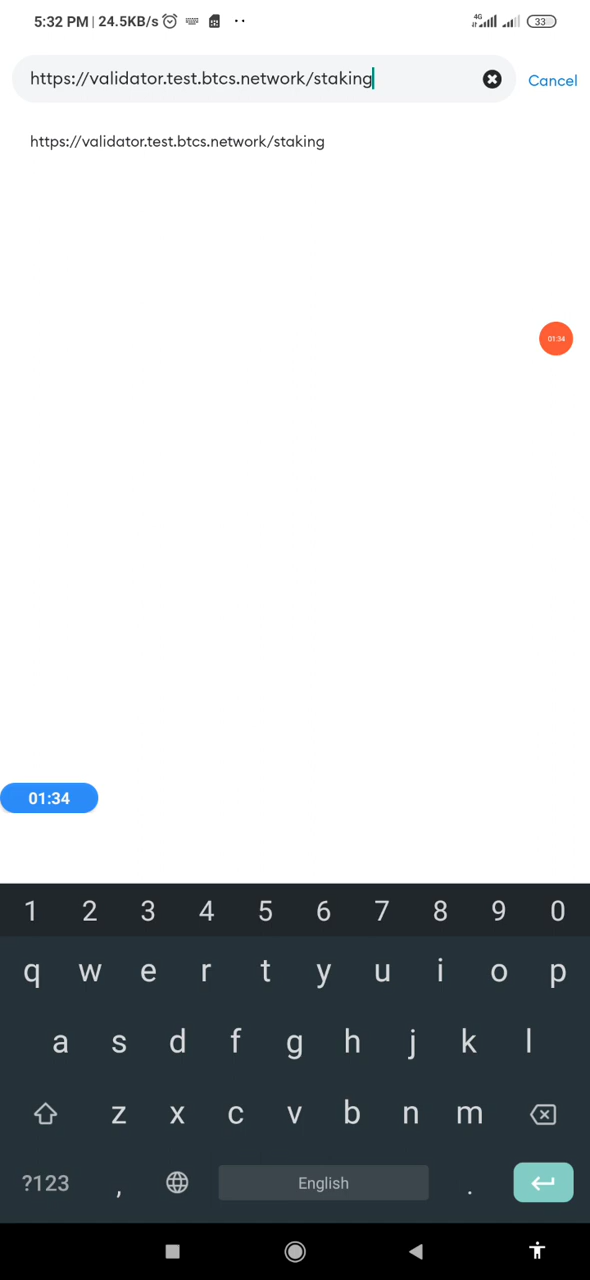 5:32 PM | 24.5KB/s
4G
33
https://validator.test.btcs.network/staking
Cancel
https://validator.test.btcs.network/staking
01:34
01:34
1 2 3 4 5 6 7 8 9 0
q w e r t y u i o p
a s d f g h j k l
z x c v b n m
?123 , English .